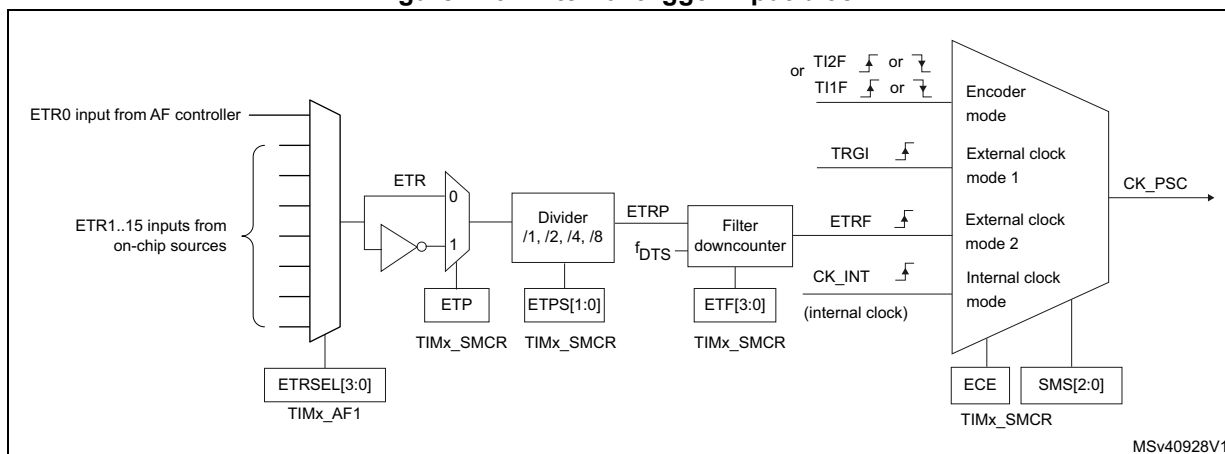 ETR0 input from AF controller
ETR1..15 inputs from
on-chip sources
ETRSEL[3:0]
TIMx_AF1
ETR
0
1
ETP
TIMx_SMCR
Divider
/1, /2, /4, /8
ETPS[1:0]
TIMx_SMCR
ETRP
fDTS
Filter
downcounter
ETF[3:0]
TIMx_SMCR
or TI2F or
TI1F or
TRGI
ETRF
CK_INT
(internal clock)
Encoder
mode
External clock
mode 1
External clock
mode 2
Internal clock
mode
CK_PSC
ECE
SMS[2:0]
TIMx_SMCR
MSv40928V1